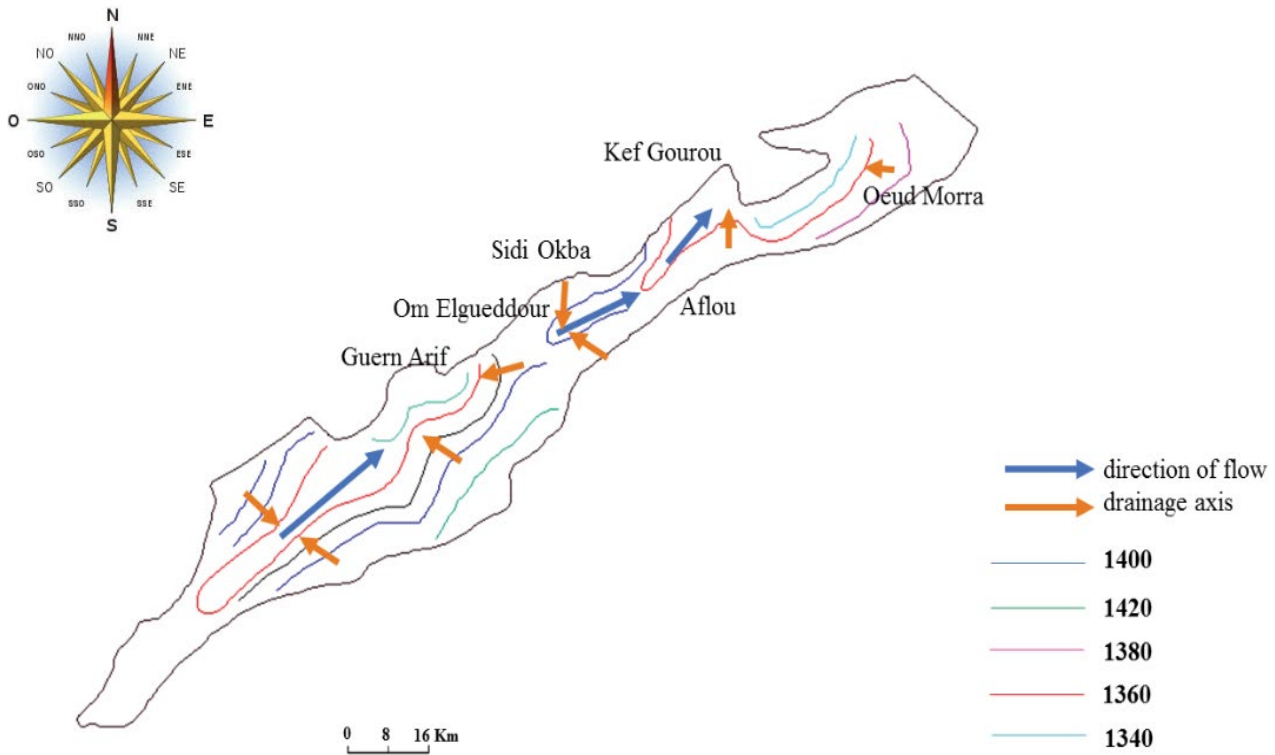 N
NNO
NNE
NO
NE
ONO
ENE
O
E
OSO
ESE
SO
SE
SSO
SSE
S
Kef Gourou
Oeud Morra
Sidi Okba
Om Elgueddour
Aflou
Guern Arif
direction of flow
drainage axis
1400
1420
1380
1360
1340
0 8 16 Km